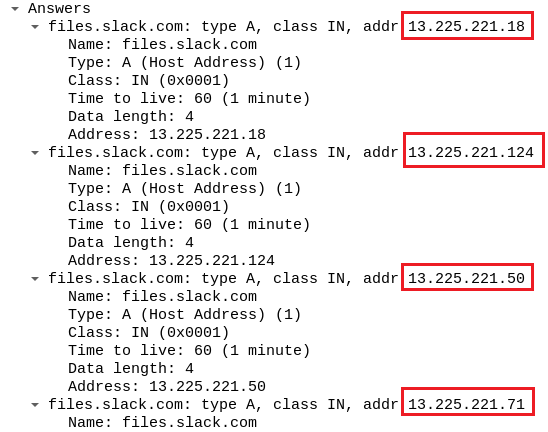 Answers
files.slack.com: type A, class IN, addr 13.225.221.18
Name: files.slack.com
Type: A (Host Address) (1)
Class: IN (0x0001)
Time to live: 60 (1 minute)
Data length: 4
Address: 13.225.221.18
files.slack.com: type A, class IN, addr 13.225.221.124
Name: files.slack.com
Type: A (Host Address) (1)
Class: IN (0x0001)
Time to live: 60 (1 minute)
Data length: 4
Address: 13.225.221.124
files.slack.com: type A, class IN, addr 13.225.221.50
Name: files.slack.com
Type: A (Host Address) (1)
Class: IN (0x0001)
Time to live: 60 (1 minute)
Data length: 4
Address: 13.225.221.50
files.slack.com: type A, class IN, addr 13.225.221.71
Name: files.slack.com